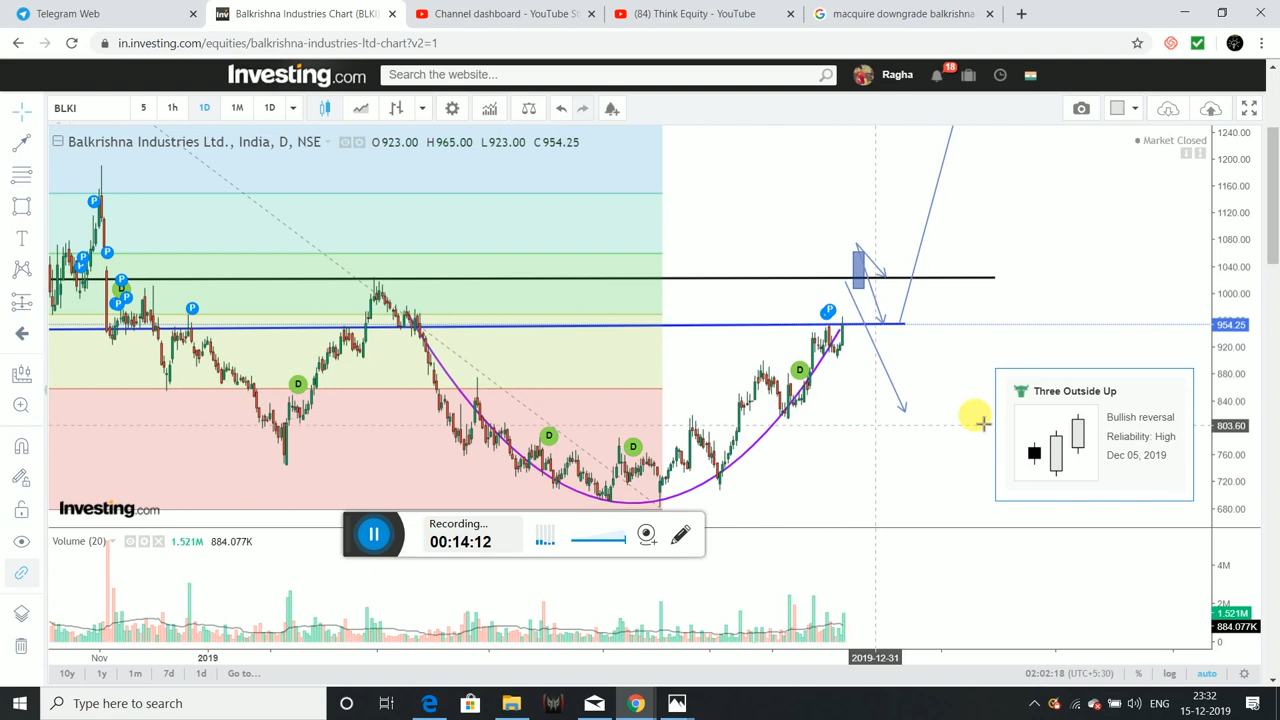 Telegram Web
Balkrishna Industries Chart (BLKI)
Channel dashboard - YouTube St
(84) Think Equity - YouTube
macquire downgrade balkrishna
in.investing.com/equities/balkrishna-industries-ltd-chart?v2=1
Investing.com
Search the website...
18
Ragha
BLKI
5
1h
1D
1M
1D
Balkrishna Industries Ltd., India, D, NSE
O923.00 H965.00 L923.00 C954.25
Market Closed
1240.00
1200.00
1160.00
1120.00
1080.00
1040.00
1000.00
954.25
920.00
880.00
840.00
803.60
760.00
720.00
680.00
P
P
P
P
P
P
P
P
P
D
D
D
D
D
Three Outside Up
Bullish reversal
Reliability: High
Dec 05, 2019
Investing.com
Recording...
00:14:12
Volume (20)
1.521M
884.077K
4M
2M
1.521M
884.077K
0
Nov
2019
2019-12-31
10y
1y
1m
7d
1d
Go to...
02:02:18 (UTC+5:30)
%
log
auto
Type here to search
ENG
23:32
15-12-2019